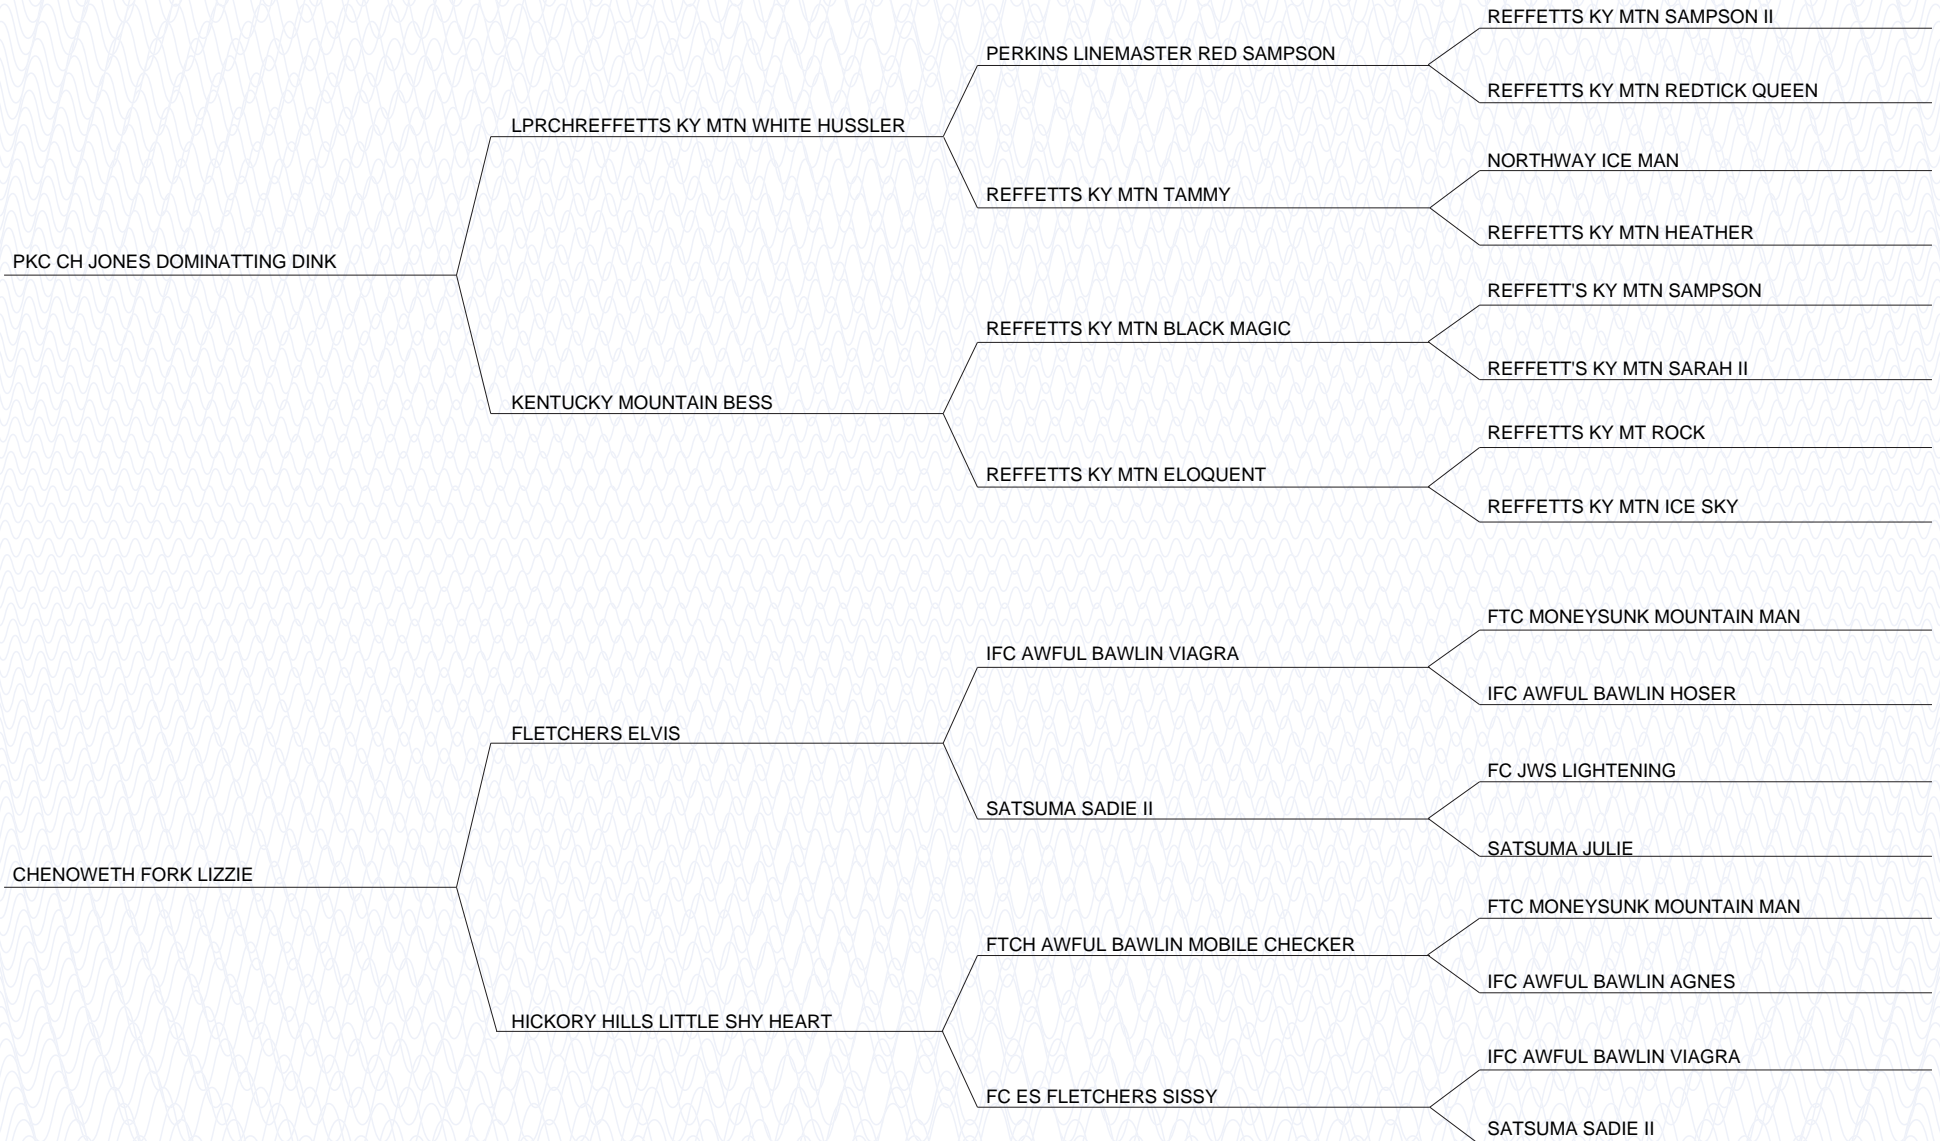 REFFETTS KY MTN SAMPSON II
PERKINS LINEMASTER RED SAMPSON
REFFETTS KY MTN REDTICK QUEEN
LPRCHREFFETTS KY MTN WHITE HUSSLER
NORTHWAY ICE MAN
REFFETTS KY MTN TAMMY
REFFETTS KY MTN HEATHER
PKC CH JONES DOMINATTING DINK
REFFETT'S KY MTN SAMPSON
REFFETTS KY MTN BLACK MAGIC
REFFETT'S KY MTN SARAH II
KENTUCKY MOUNTAIN BESS
REFFETTS KY MT ROCK
REFFETTS KY MTN ELOQUENT
REFFETTS KY MTN ICE SKY
FTC MONEYSUNK MOUNTAIN MAN
IFC AWFUL BAWLIN VIAGRA
IFC AWFUL BAWLIN HOSER
FLETCHERS ELVIS
FC JWS LIGHTENING
SATSUMA SADIE II
SATSUMA JULIE
CHENOWETH FORK LIZZIE
FTC MONEYSUNK MOUNTAIN MAN
FTCH AWFUL BAWLIN MOBILE CHECKER
IFC AWFUL BAWLIN AGNES
HICKORY HILLS LITTLE SHY HEART
IFC AWFUL BAWLIN VIAGRA
FC ES FLETCHERS SISSY
SATSUMA SADIE II